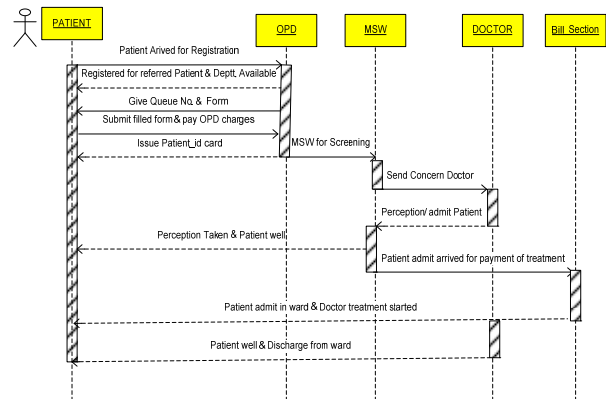 PATIENT
OPD
MSW
DOCTOR
Bill Section
Patient Arived for Registration
Registered for referred Patient & Deptt. Available
Give Queue No. & Form
Submit filled form & pay OPD charges
Issue Patient_id card
MSW for Screening
Send Concern Doctor
Perception/ admit Patient
Perception Taken & Patient well
Patient admit arrived for payment of treatment
Patient admit in ward & Doctor treatment started
Patient well & Discharge from ward